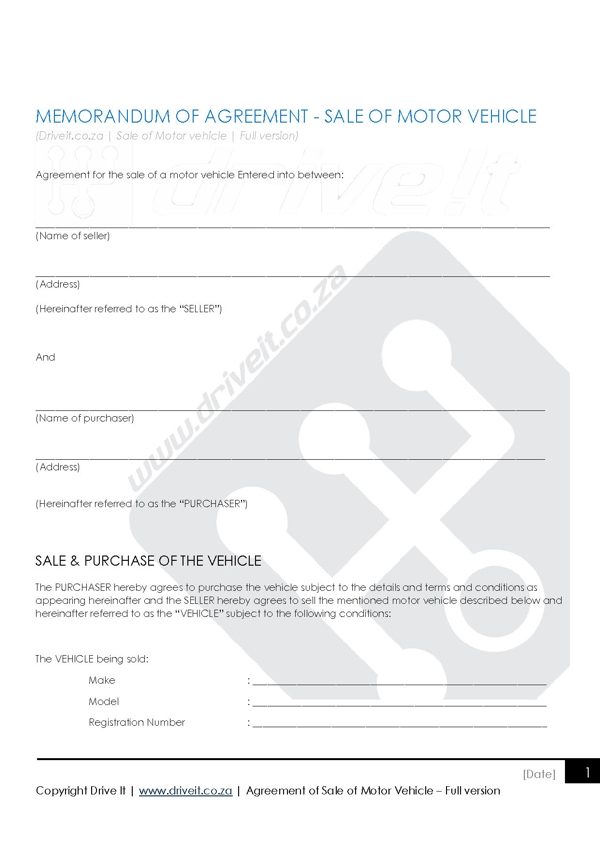 MEMORANDUM OF AGREEMENT - SALE OF MOTOR VEHICLE
(Driveit.co.za | Sale of Motor vehicle | Full version)
drive!t
Agreement for the sale of a motor vehicle Entered into between:
(Name of seller)
(Address)
(Hereinafter referred to as the “SELLER”)
www.driveit.co.za
And
(Name of purchaser)
(Address)
(Hereinafter referred to as the “PURCHASER”)
SALE & PURCHASE OF THE VEHICLE
The PURCHASER hereby agrees to purchase the vehicle subject to the details and terms and conditions as
appearing hereinafter and the SELLER hereby agrees to sell the mentioned motor vehicle described below and
hereinafter referred to as the “VEHICLE” subject to the following conditions:
The VEHICLE being sold:
Make : ____________________
Model : ____________________
Registration Number : ____________________
[Date] 1
Copyright Drive It | www.driveit.co.za | Agreement of Sale of Motor Vehicle – Full version